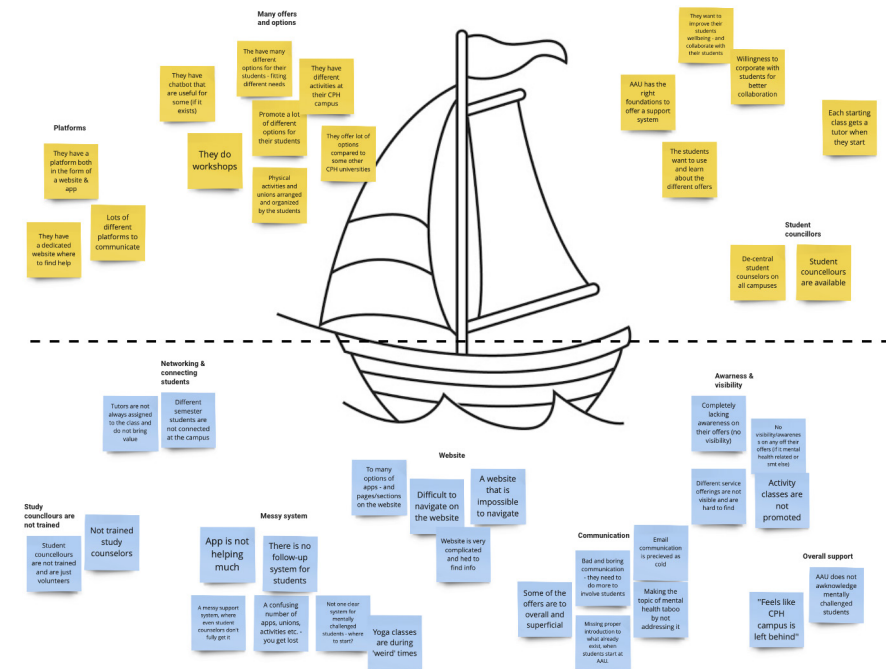 Many offers
and options
They have
chatbot that
are useful for
some (if it
exists)
The have many
different
options for their
students - fitting
different needs
They have
different
activities at
their CPH
campus
Promote a lot
of different
options for
their students
They do
workshops
They offer lot of
options
compared to
some other
CPH universities
Physical
activities and
unions arranged
and organized
by the students
Platforms
They have a
platform both
in the form of
a website &
app
They have
a dedicated
website where
to find help
Lots of
different
platforms to
communicate
They want to
improve their
students
wellbeing - and
collaborate with
their students
Willingness to
corporate with
students for
better
collaboration
AAU has the
right
foundations to
offer a support
system
Each starting
class gets a
tutor when
they start
The students
want to use
and learn
about the
different offers
Student
councillors
De-central
student
counselors on
all campuses
Student
councellours
are available
Networking &
connecting
students
Tutors are not
always assigned
to the class and
do not bring
value
Different
semester
students are
not connected
at the campus
Study
councllours are
not trained
Student
councellours
are not trained
and are just
volunteers
Not trained
study
counselors
Messy system
App is not
helping
much
There is no
follow-up
system for
students
A messy support
system, where
even student
counselors don't
fully get it
A confusing
number of
apps, unions,
activities etc. -
you get lost
Not one clear
system for
mentally
challenged
students - where
to start?
Yoga classes
are during
'weird' times
Website
To many
options of
apps - and
pages/sections
on the website
Difficult to
navigate on
the website
A website
that is
impossible
to navigate
Website is very
complicated
and hed to
find info
Communication
Some of the
offers are to
overall and
superficial
Bad and boring
communication
- they need to
do more to
involve students
Email
communication
is precieved as
cold
Missing proper
introduction to
what already
exist, when
students start at
AAU.
Making the
topic of mental
health taboo
by not
addressing it
Awarness &
visibility
Completely
lacking
awareness on
their offers (no
visibility)
No
visibility/awarenes
s on any off their
offers (if it mental
health related or
smt else)
Different service
offerings are not
visible and are
hard to find
Activity
classes are
not
promoted
Overall support
"Feels like
CPH
campus is
left behind"
AAU does not
awknowledge
mentally
challenged
students